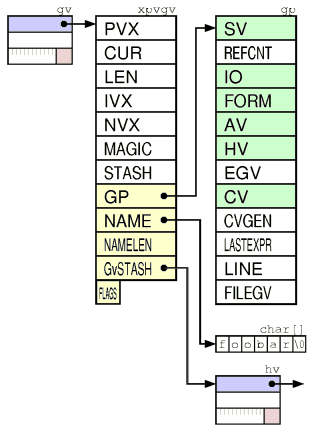 gv
xpvgv
gp
PVX
CUR
LEN
IVX
NVX
MAGIC
STASH
GP
NAME
NAMELEN
GvSTASH
FLAGS
SV
REFCNT
IO
FORM
AV
HV
EGV
CV
CVGEN
LASTEXPR
LINE
FILEGV
char[]
f o o b a r \0
hv